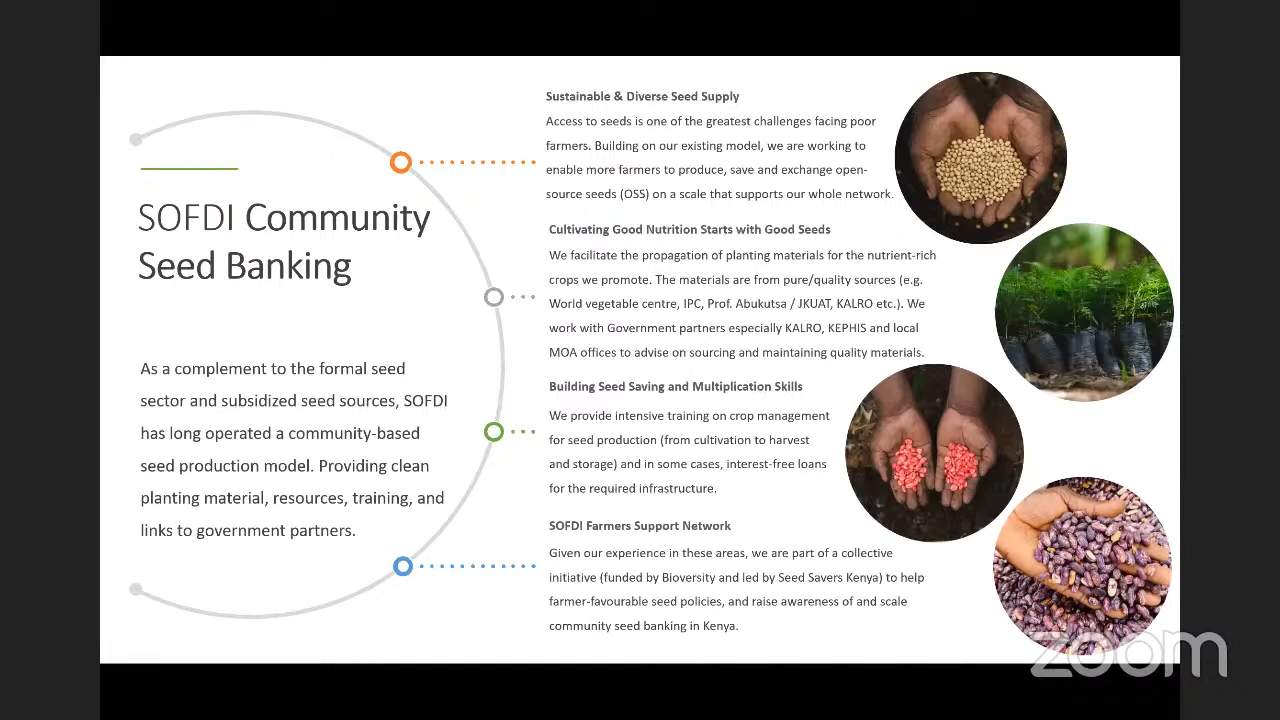 SOFDI Community
Seed Banking
As a complement to the formal seed
sector and subsidized seed sources, SOFDI
has long operated a community-based
seed production model. Providing clean
planting material, resources, training, and
links to government partners.
Sustainable & Diverse Seed Supply
Access to seeds is one of the greatest challenges facing poor
farmers. Building on our existing model, we are working to
enable more farmers to produce, save and exchange open-
source seeds (OSS) on a scale that supports our whole network.
Cultivating Good Nutrition Starts with Good Seeds
We facilitate the propagation of planting materials for the nutrient-rich
crops we promote. The materials are from pure/quality sources (e.g.
World vegetable centre, IPC, Prof. Abukutsa / JKUAT, KALRO etc.). We
work with Government partners especially KALRO, KEPHIS and local
MOA offices to advise on sourcing and maintaining quality materials.
Building Seed Saving and Multiplication Skills
We provide intensive training on crop management
for seed production (from cultivation to harvest
and storage) and in some cases, interest-free loans
for the required infrastructure.
SOFDI Farmers Support Network
Given our experience in these areas, we are part of a collective
initiative (funded by Bioversity and led by Seed Savers Kenya) to help
farmer-favourable seed policies, and raise awareness of and scale
community seed banking in Kenya.
zoom